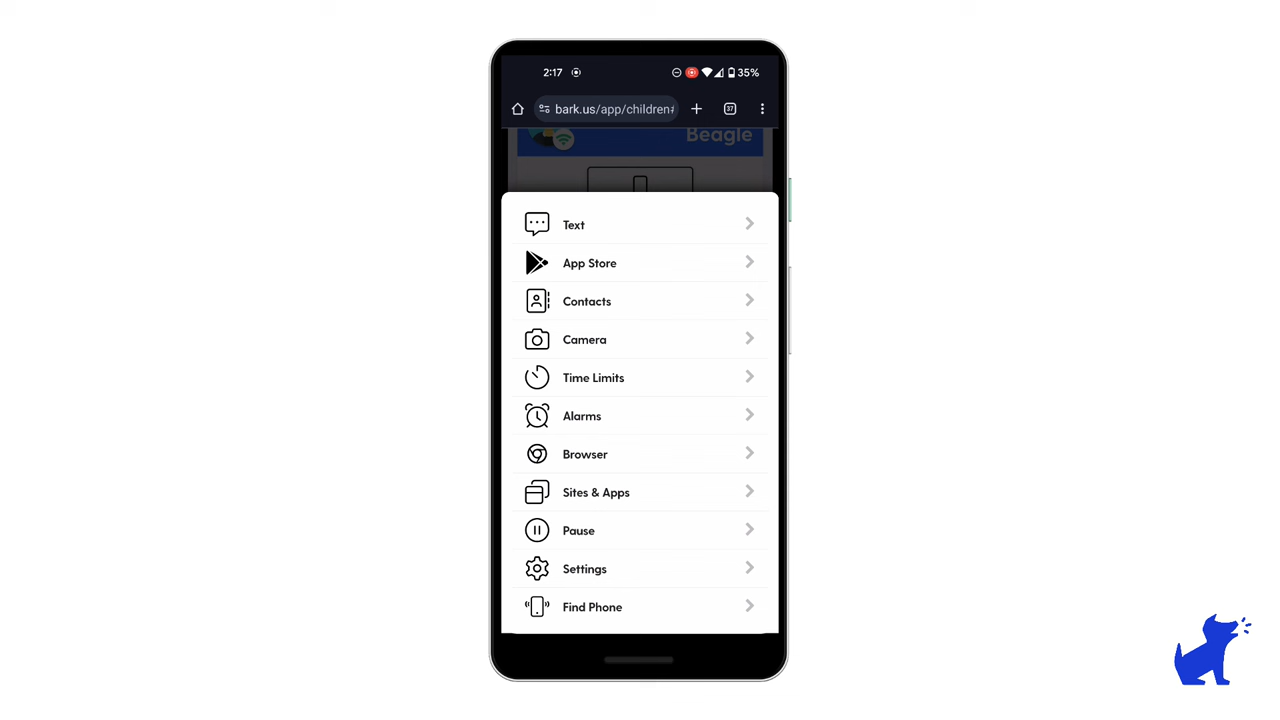 2:17
35%
bark.us/app/children
37
Beagle
Text
App Store
Contacts
Camera
Time Limits
Alarms
Browser
Sites & Apps
Pause
Settings
Find Phone